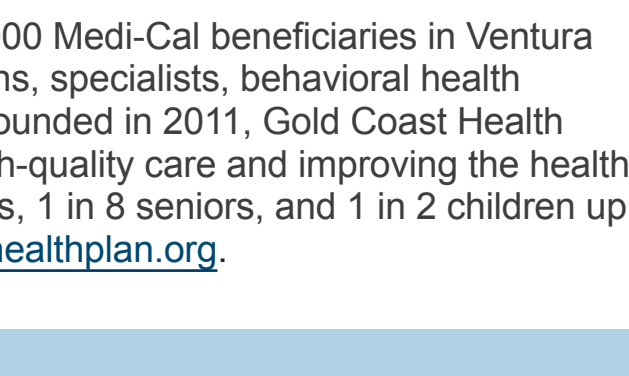 00 Medi-Cal beneficiaries in Ventura
ns, specialists, behavioral health
ounded in 2011, Gold Coast Health
h-quality care and improving the health
s, 1 in 8 seniors, and 1 in 2 children up
healthplan.org.